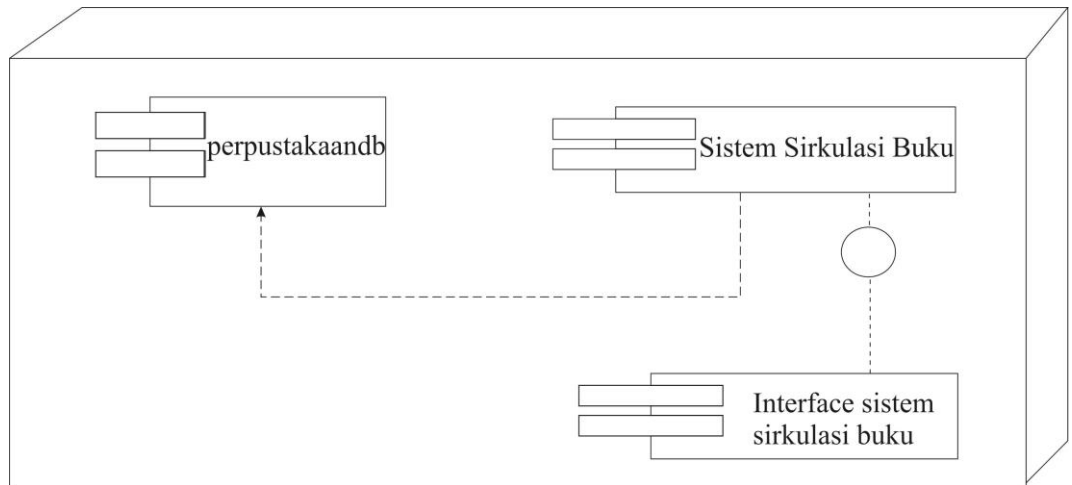 perpustakaandb
Sistem Sirkulasi Buku
Interface sistem
sirkulasi buku